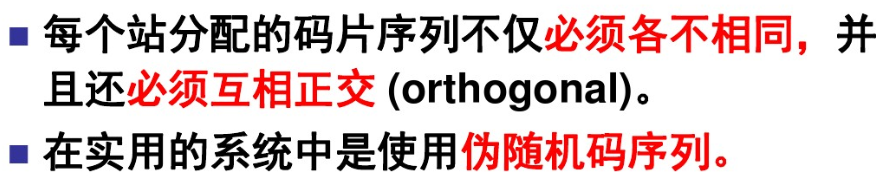 每个站分配的码片序列不仅必须各不相同，并
且还必须互相正交 (orthogonal)。
在实用的系统中是使用伪随机码序列。